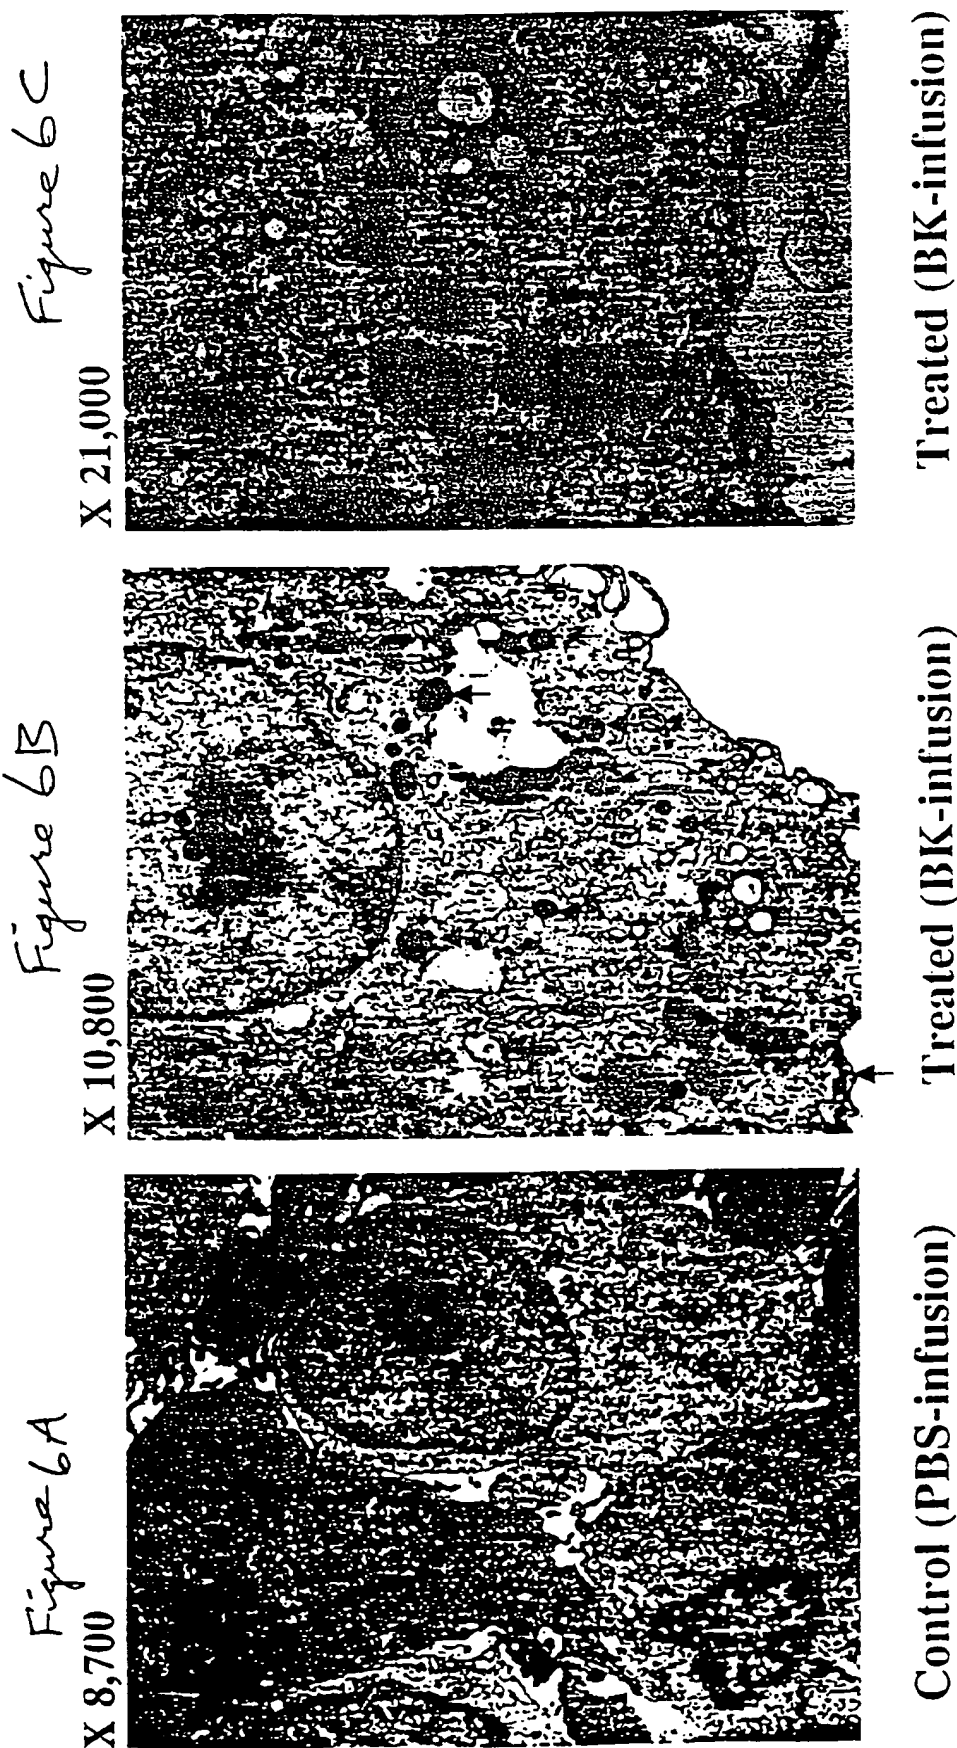 Figure 6A
X 8,700
Control (PBS-infusion)
Figure 6B
X 10,800
Treated (BK-infusion)
Figure 6C
X 21,000
Treated (BK-infusion)